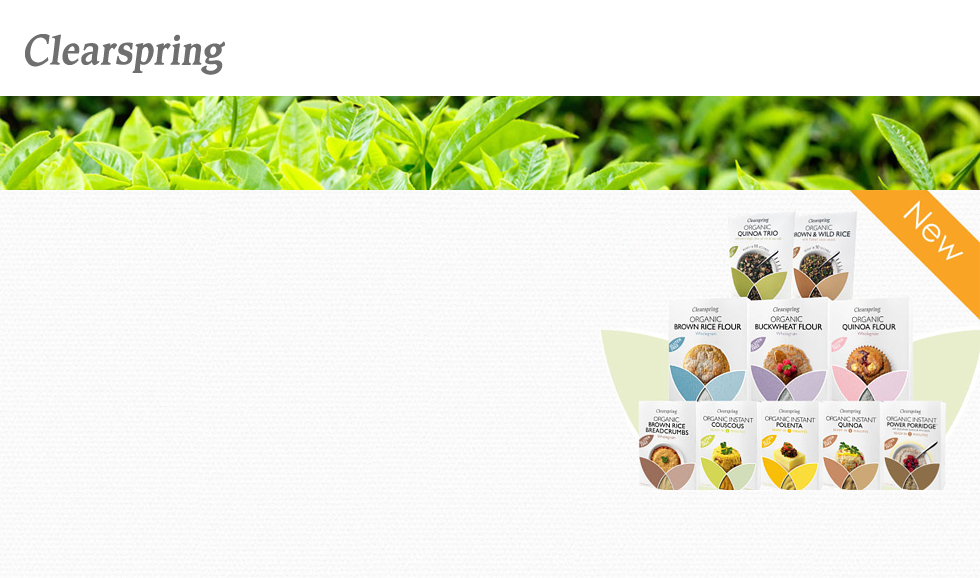 Clearspring
New
Clearspring
ORGANIC
QUINOA TRIO
Clearspring
ORGANIC
BROWN & WILD RICE
Clearspring
ORGANIC
BROWN RICE FLOUR
Wholegrain
Clearspring
ORGANIC
BUCKWHEAT FLOUR
Wholegrain
Clearspring
ORGANIC
QUINOA FLOUR
Wholegrain
Clearspring
ORGANIC
BROWN RICE
BREADCRUMBS
Wholegrain
Clearspring
ORGANIC INSTANT
COUSCOUS
Clearspring
ORGANIC INSTANT
POLENTA
Clearspring
ORGANIC INSTANT
QUINOA
Clearspring
ORGANIC INSTANT
POWER PORRIDGE